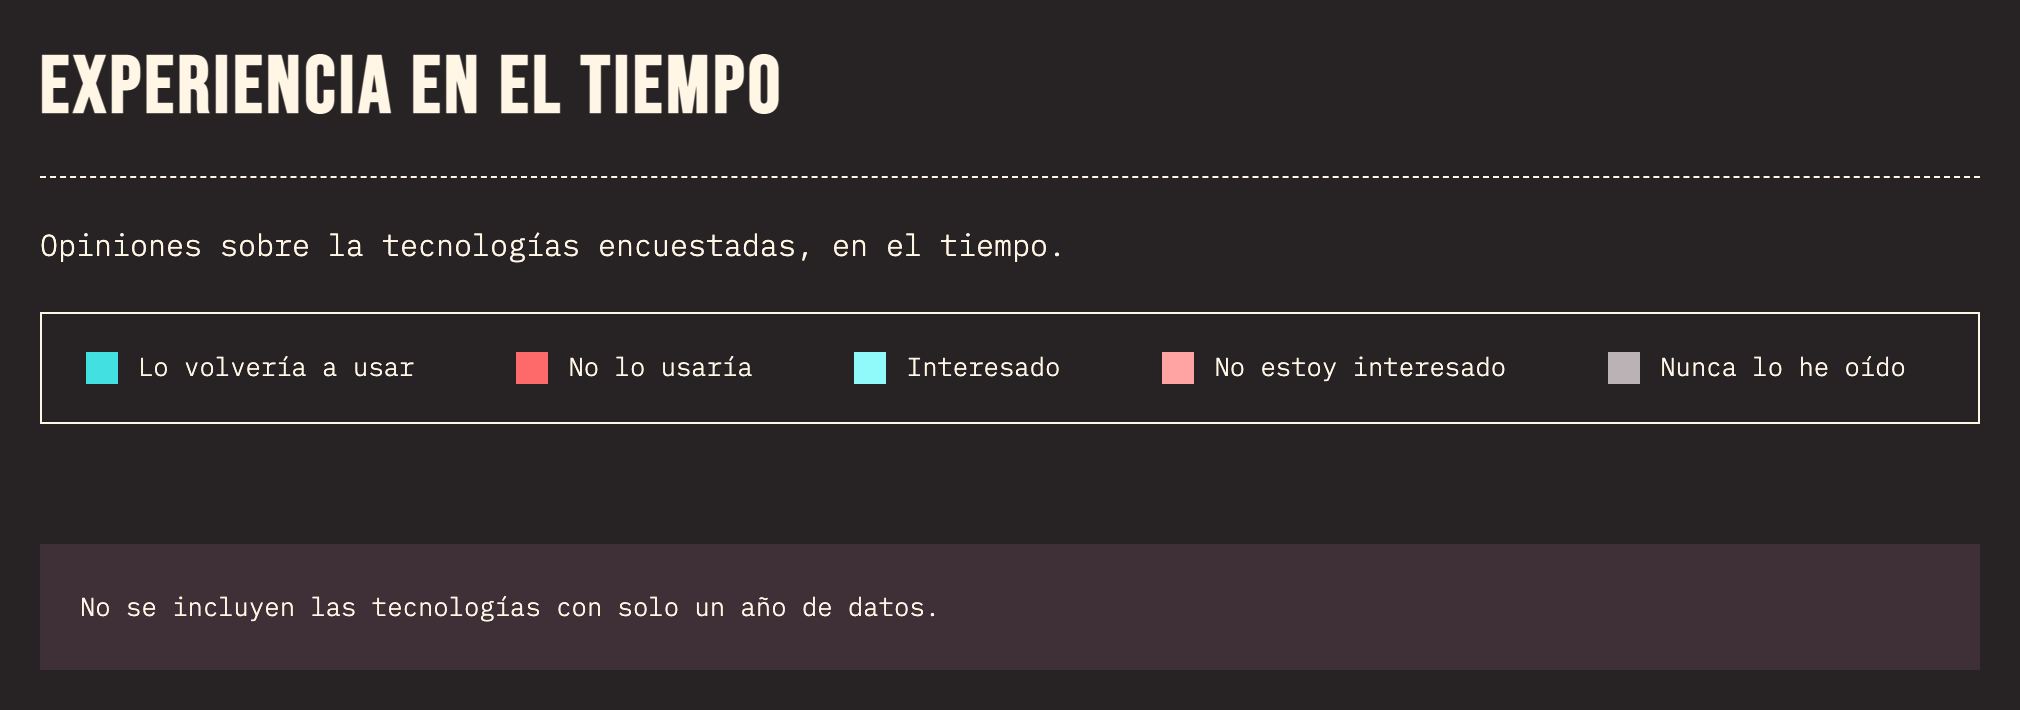 EXPERIENCIA EN EL TIEMPO
Opiniones sobre la tecnologías encuestadas, en el tiempo.
Lo volvería a usar
No lo usaría
Interesado
No estoy interesado
Nunca lo he oído
No se incluyen las tecnologías con solo un año de datos.